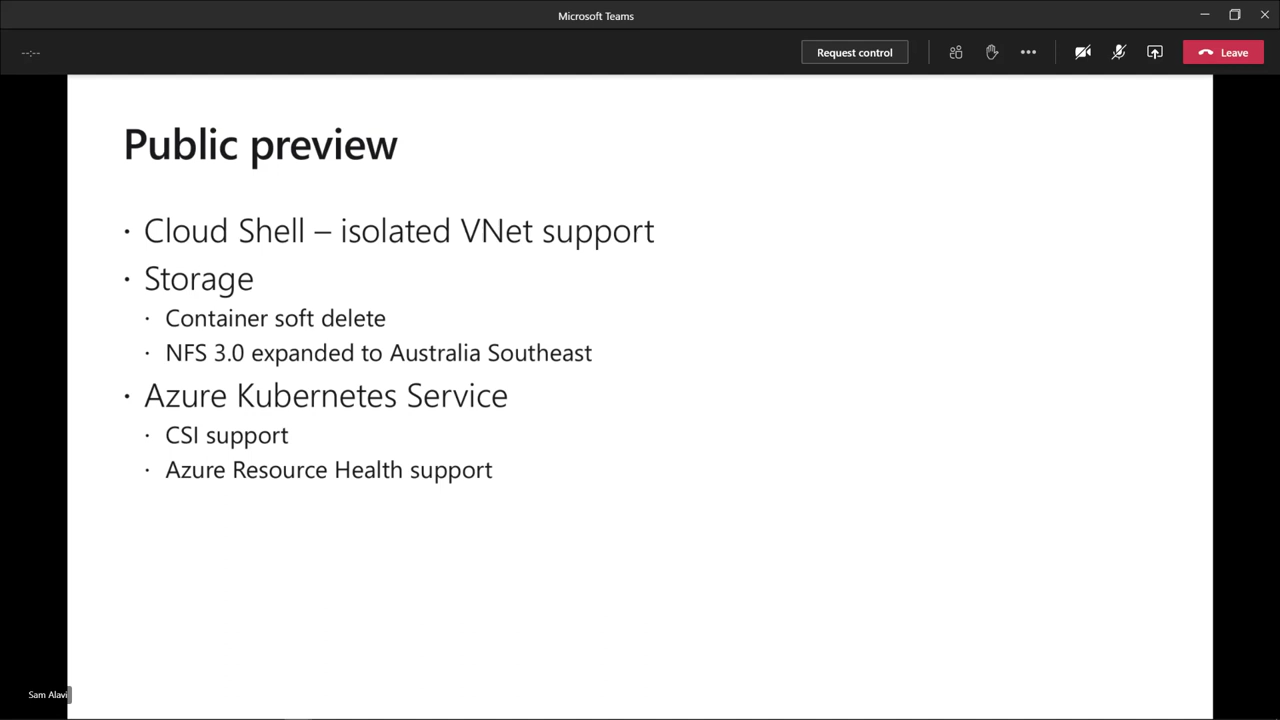 Microsoft Teams
--:--
Request control
Leave
Public preview
· Cloud Shell – isolated VNet support
· Storage
· Container soft delete
· NFS 3.0 expanded to Australia Southeast
· Azure Kubernetes Service
· CSI support
· Azure Resource Health support
Sam Alavi